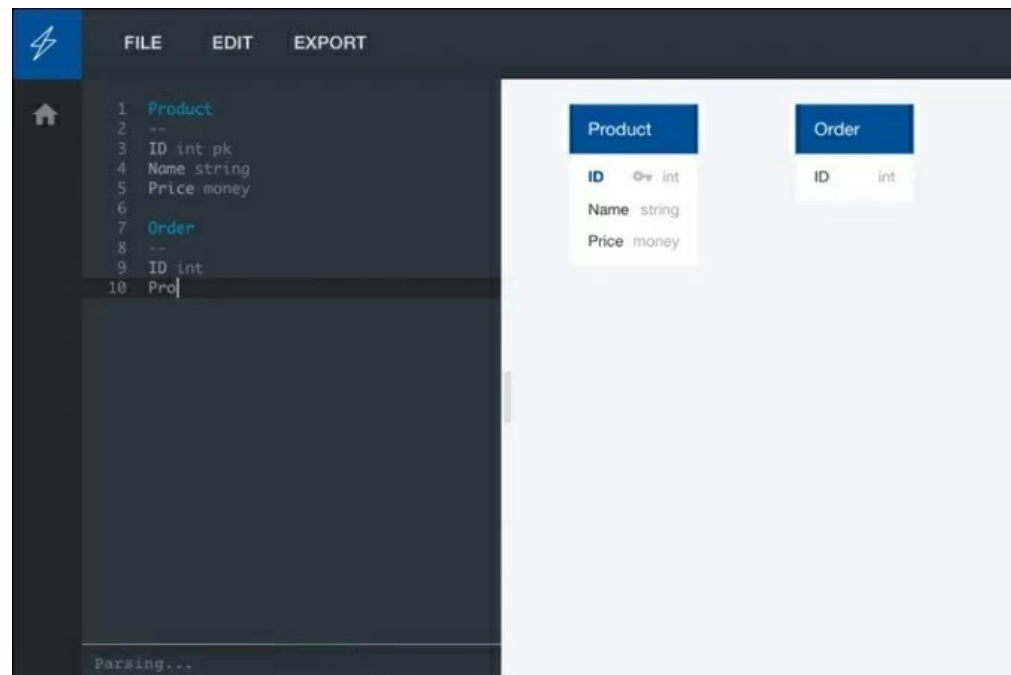 FILE EDIT EXPORT
1 Product
2 --
3 ID int pk
4 Name string
5 Price money
6
7 Order
8 --
9 ID int
10 Pro
Parsing...
Product
ID int
Name string
Price money
Order
ID int